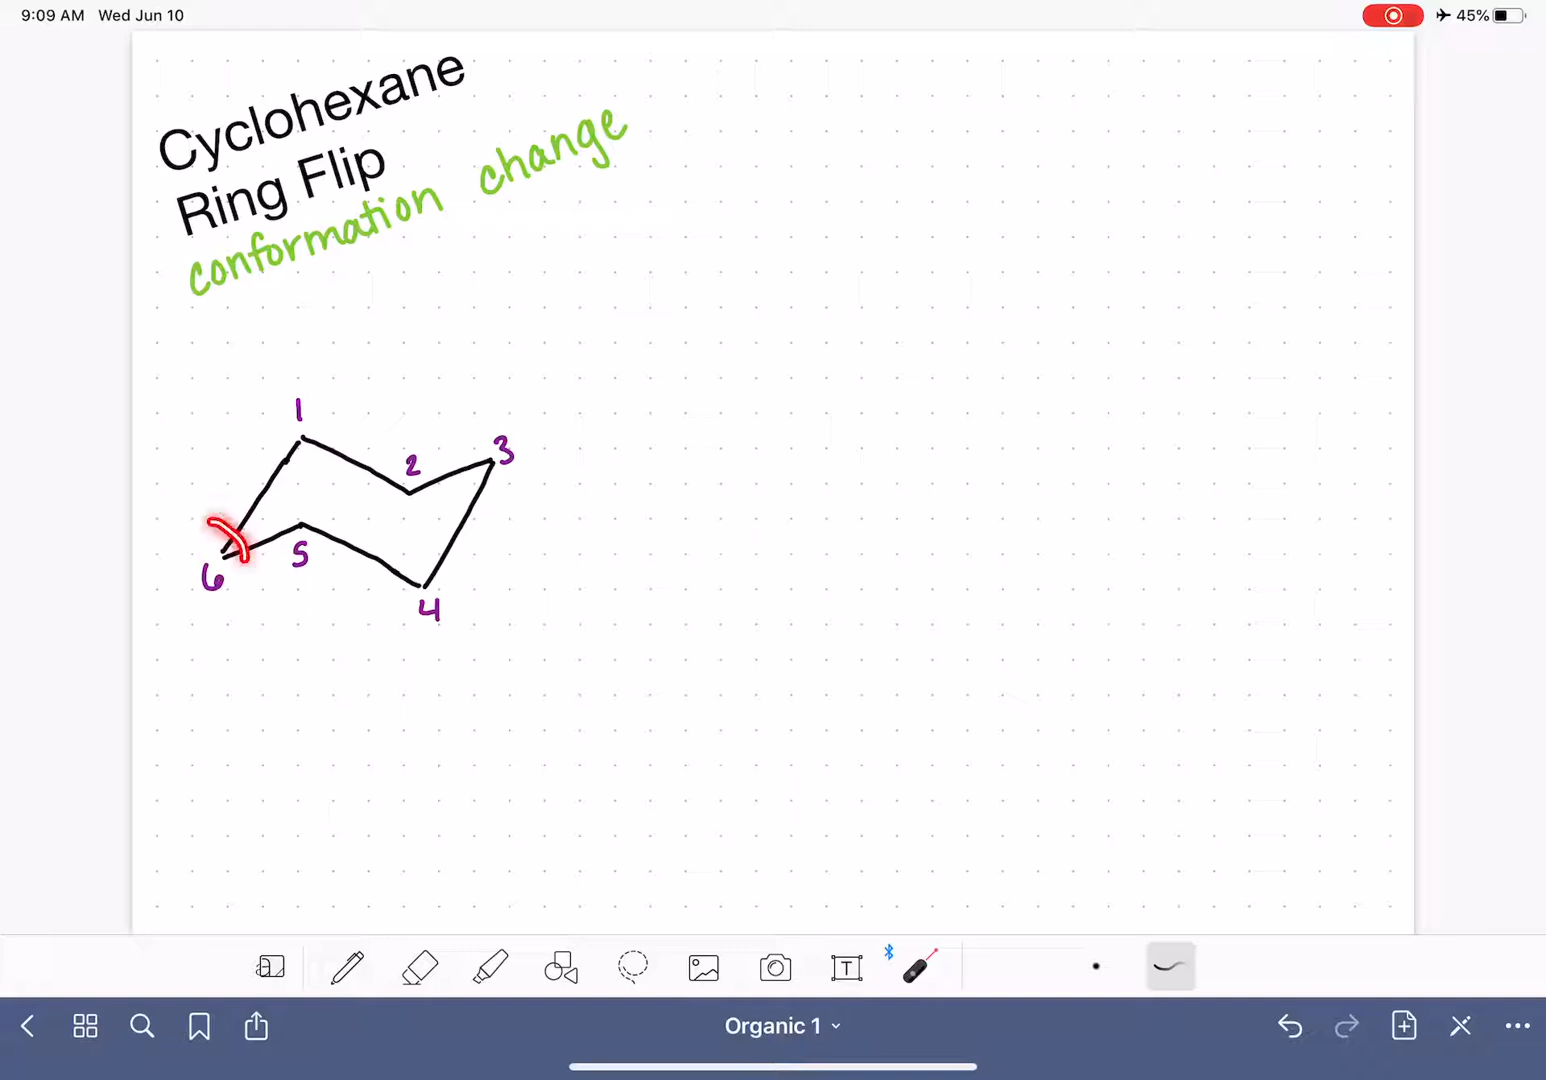 9:09 AM Wed Jun 10
45%
Cyclohexane
Ring Flip
conformation change
1
2
3
4
5
6
T
Organic 1